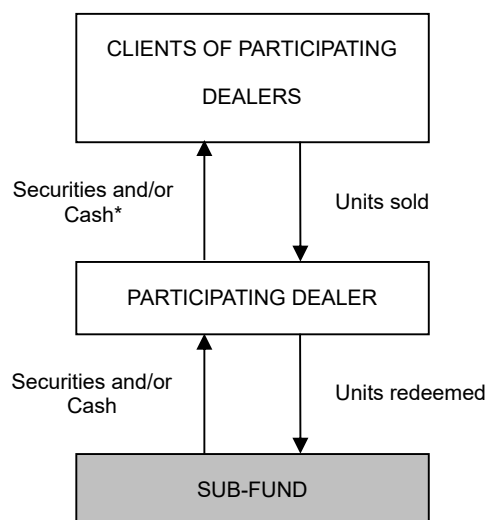 CLIENTS OF PARTICIPATING
DEALERS
Securities and/or
Cash*
Units sold
PARTICIPATING DEALER
Securities and/or
Cash
Units redeemed
SUB-FUND